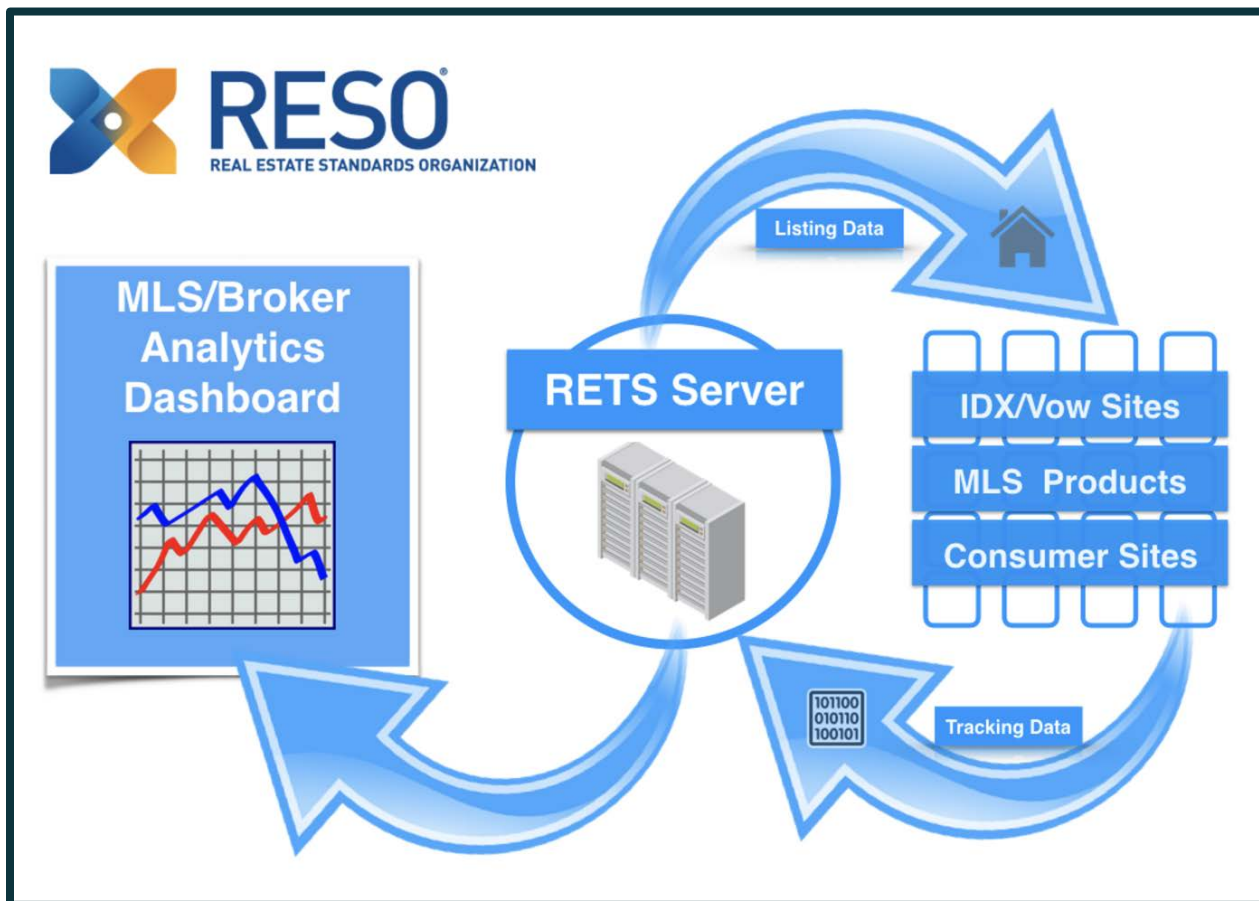 RESO®
REAL ESTATE STANDARDS ORGANIZATION
Listing Data
MLS/Broker
Analytics
Dashboard
RETS Server
IDX/Vow Sites
MLS Products
Consumer Sites
101100
010110
100101
Tracking Data